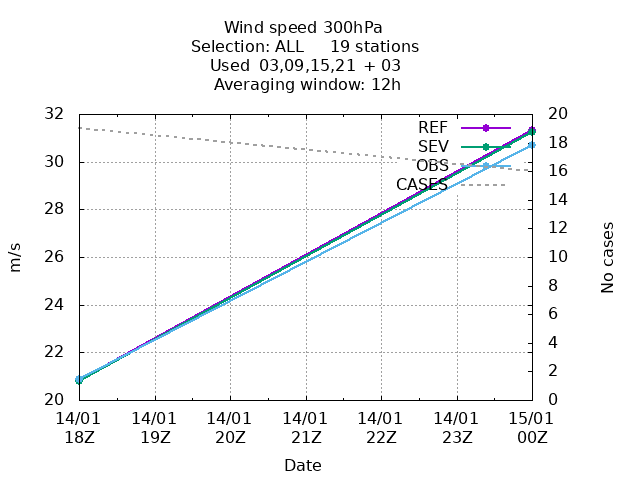 Wind speed 300hPa
Selection: ALL 19 stations
Used 03,09,15,21 + 03
Averaging window: 12h
32
30
28
26
24
22
20
m/s
20
18
16
14
12
10
8
6
4
2
0
No cases
REF
SEV
OBS
CASES
14/01 14/01 14/01 14/01 14/01 14/01 15/01
18Z 19Z 20Z 21Z 22Z 23Z 00Z
Date